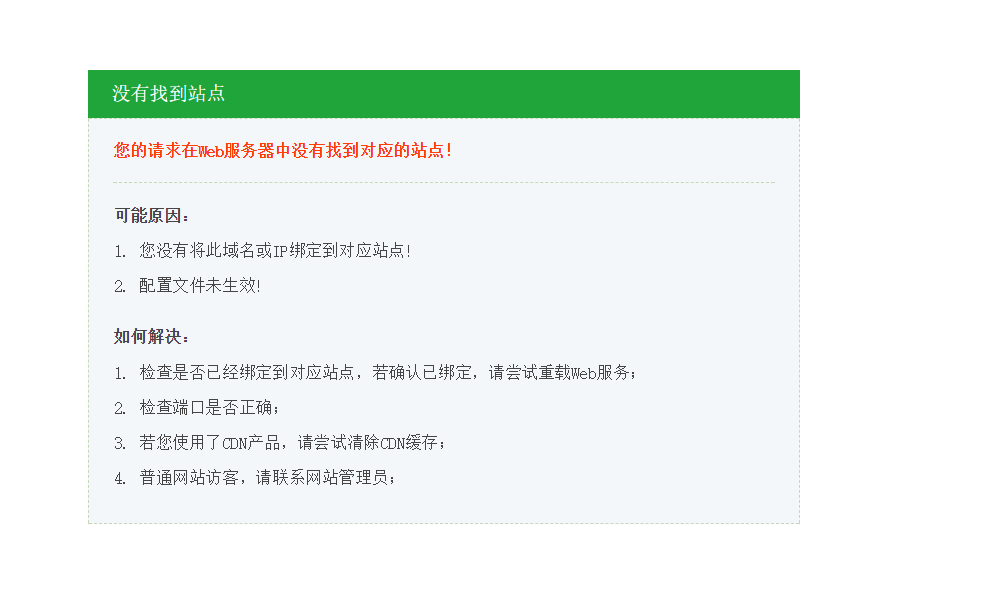 没有找到站点
您的请求在Web服务器中没有找到对应的站点！
可能原因：
1. 您没有将此域名或IP绑定到对应站点!
2. 配置文件未生效!
如何解决：
1. 检查是否已经绑定到对应站点，若确认已绑定，请尝试重载Web服务；
2. 检查端口是否正确；
3. 若您使用了CDN产品，请尝试清除CDN缓存；
4. 普通网站访客，请联系网站管理员；